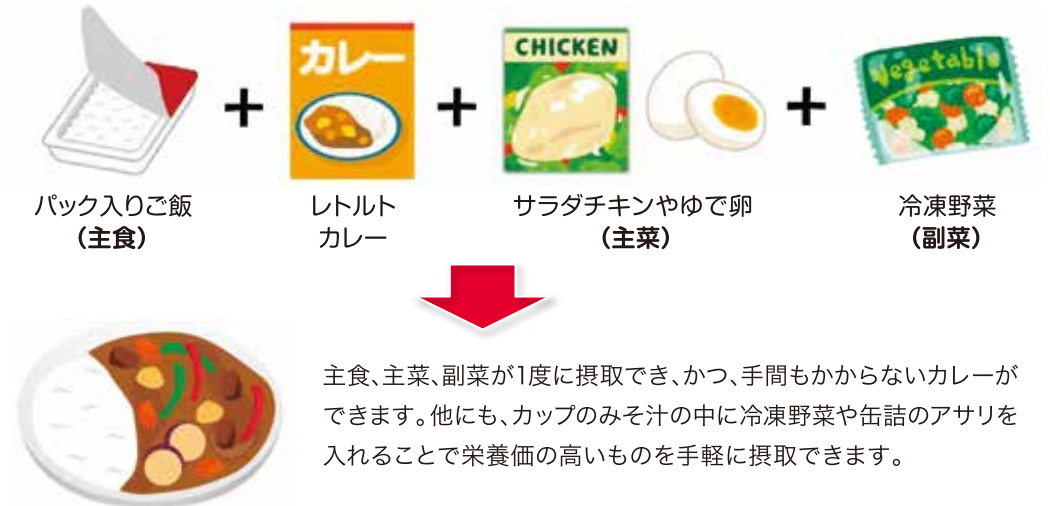 カレー
CHICKEN
vegetable
パック入りご飯
(主食)
レトルト
カレー
サラダチキンやゆで卵
(主菜)
冷凍野菜
(副菜)
主食、主菜、副菜が1度に摂取でき、かつ、手間もかからないカレーが
できます。他にも、カップのみそ汁の中に冷凍野菜や缶詰のアサリを
入れることで栄養価の高いものを手軽に摂取できます。